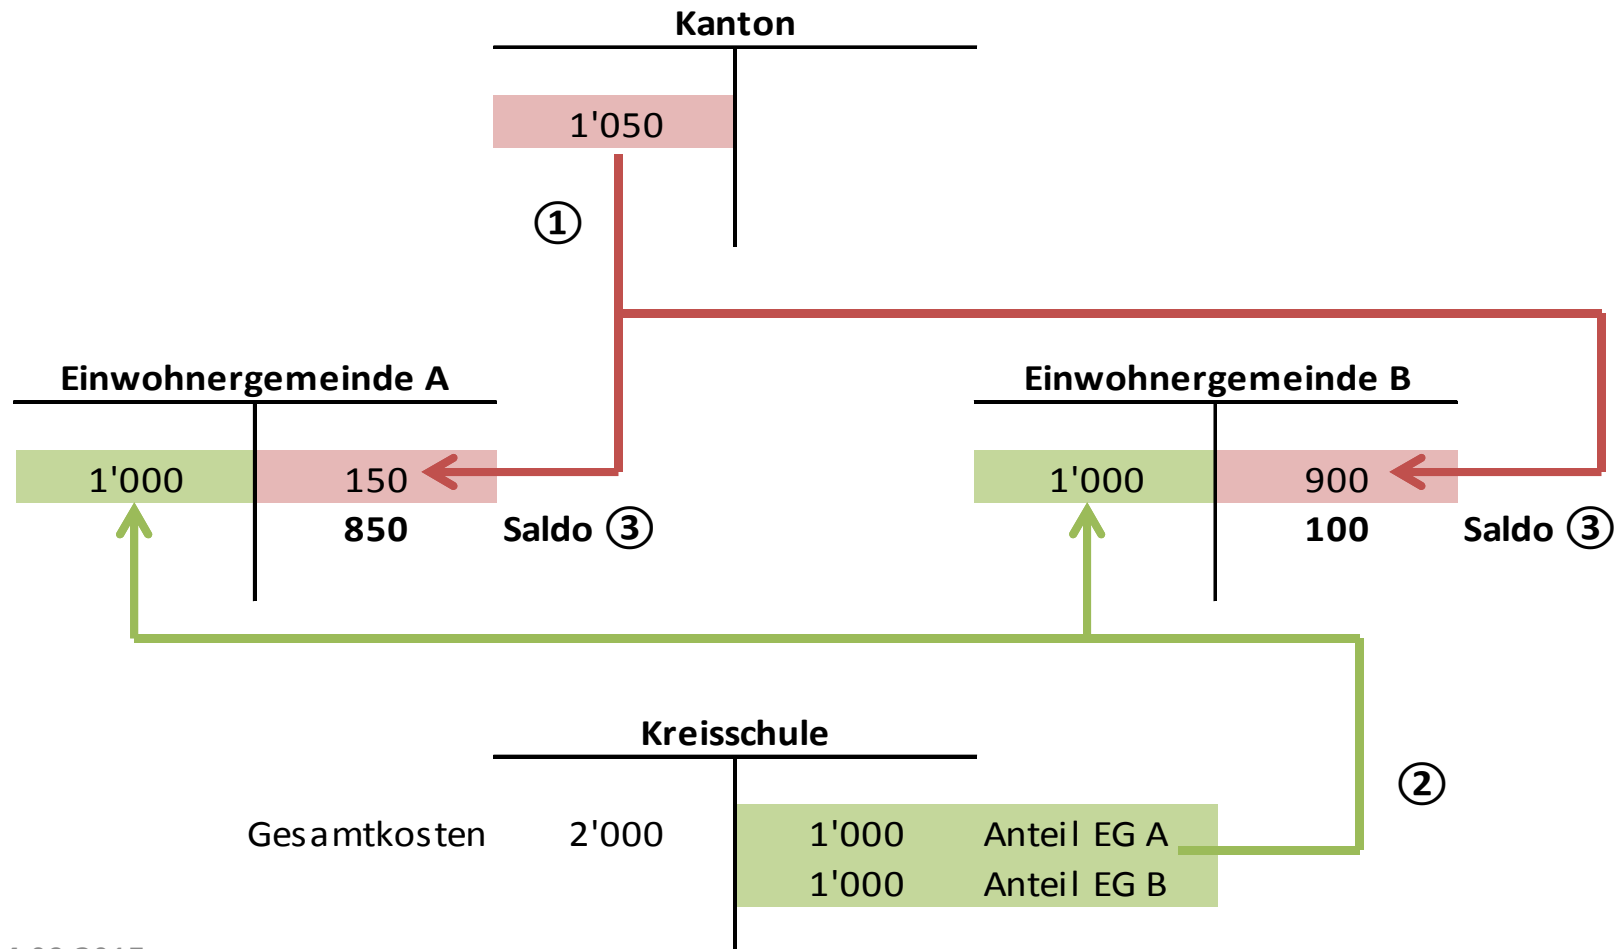 Kanton
1'050
①
Einwohnergemeinde A
Einwohnergemeinde B
1'000 150
1'000 900
850 Saldo ③
100 Saldo ③
Kreisschule
②
Gesamtkosten 2'000 1'000 Anteil EG A
1'000 Anteil EG B